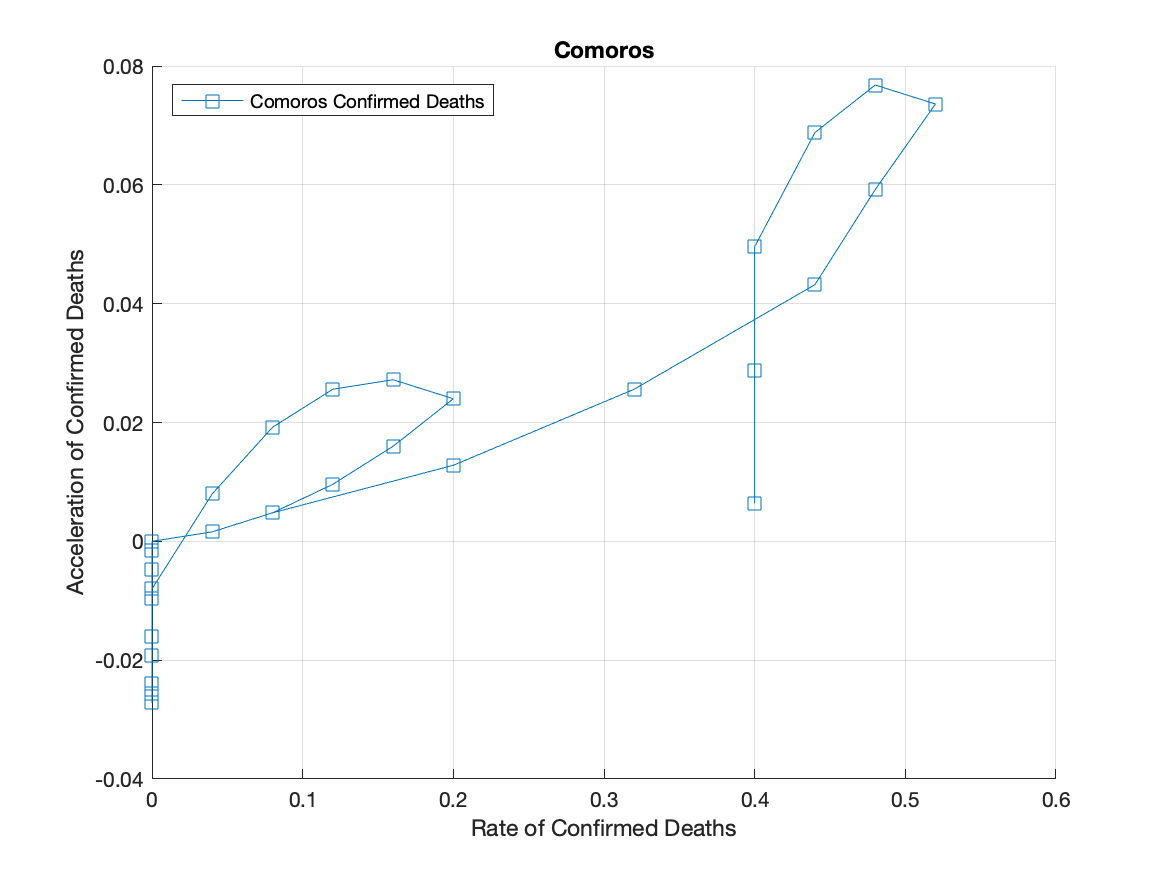 Comoros
Comoros Confirmed Deaths
Acceleration of Confirmed Deaths
0.08
0.06
0.04
0.02
0
-0.02
-0.04
0 0.1 0.2 0.3 0.4 0.5 0.6
Rate of Confirmed Deaths